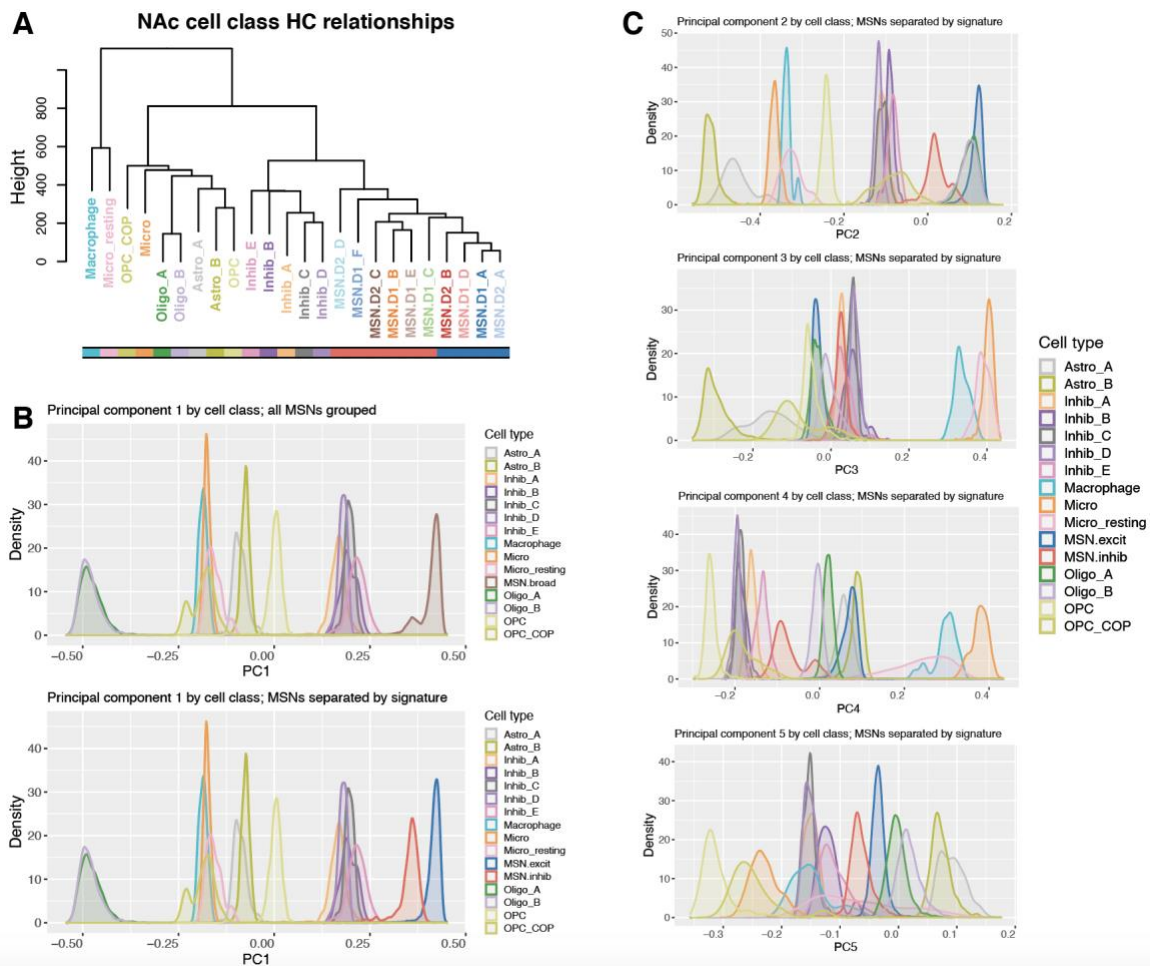 A
NAc cell class HC relationships
Height
0
200
400
600
800
Macrophage
Micro_resting
OPC_COP
Micro
Oligo_A
Oligo_B
Astro_A
Astro_B
OPC
Inhib_E
Inhib_B
Inhib_A
Inhib_C
Inhib_D
MSN.D2_D
MSN.D1_F
MSN.D2_C
MSN.D1_B
MSN.D1_E
MSN.D1_C
MSN.D2_B
MSN.D1_D
MSN.D1_A
MSN.D2_A
B
Principal component 1 by cell class; all MSNs grouped
Density
40
30
20
10
0
−0.50
−0.25
0.00
0.25
0.50
PC1
Cell type
Astro_A
Astro_B
Inhib_A
Inhib_B
Inhib_C
Inhib_D
Inhib_E
Macrophage
Micro
Micro_resting
MSN.broad
Oligo_A
Oligo_B
OPC
OPC_COP
Principal component 1 by cell class; MSNs separated by signature
Density
40
30
20
10
0
−0.50
−0.25
0.00
0.25
0.50
PC1
Cell type
Astro_A
Astro_B
Inhib_A
Inhib_B
Inhib_C
Inhib_D
Inhib_E
Macrophage
Micro
Micro_resting
MSN.excit
MSN.inhib
Oligo_A
Oligo_B
OPC
OPC_COP
C
Principal component 2 by cell class; MSNs separated by signature
Density
50
40
30
20
10
0
−0.4
−0.2
0.0
0.2
PC2
Principal component 3 by cell class; MSNs separated by signature
Density
30
20
10
0
−0.2
0.0
0.2
0.4
PC3
Principal component 4 by cell class; MSNs separated by signature
Density
40
30
20
10
0
−0.2
0.0
0.2
0.4
PC4
Principal component 5 by cell class; MSNs separated by signature
Density
40
30
20
10
0
−0.3
−0.2
−0.1
0.0
0.1
0.2
PC5
Cell type
Astro_A
Astro_B
Inhib_A
Inhib_B
Inhib_C
Inhib_D
Inhib_E
Macrophage
Micro
Micro_resting
MSN.excit
MSN.inhib
Oligo_A
Oligo_B
OPC
OPC_COP